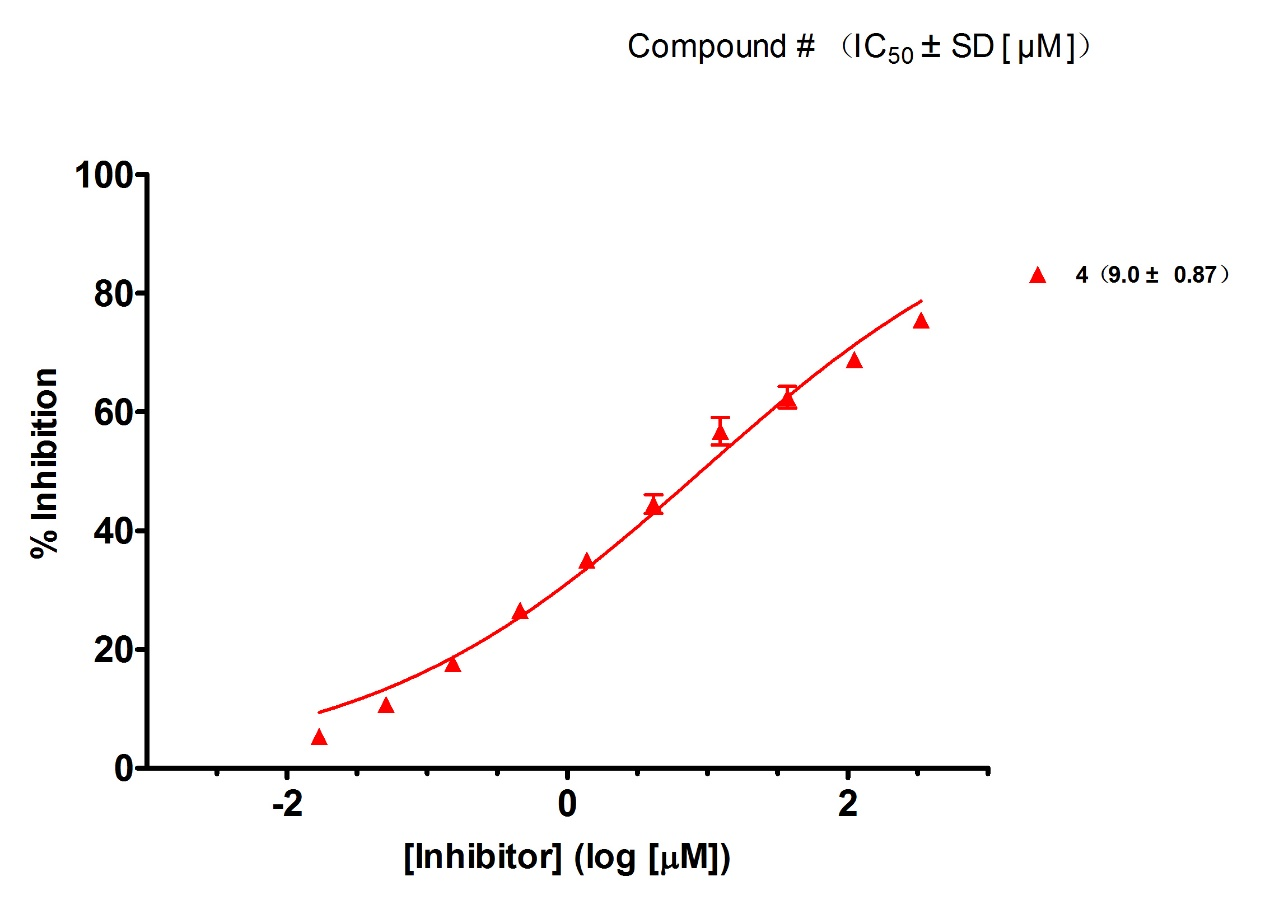 Compound # （IC50 ± SD [ µM ]）
100
80
60
40
20
0
% Inhibition
4（9.0 ± 0.87）
-2
0
2
[Inhibitor] (log [µM])